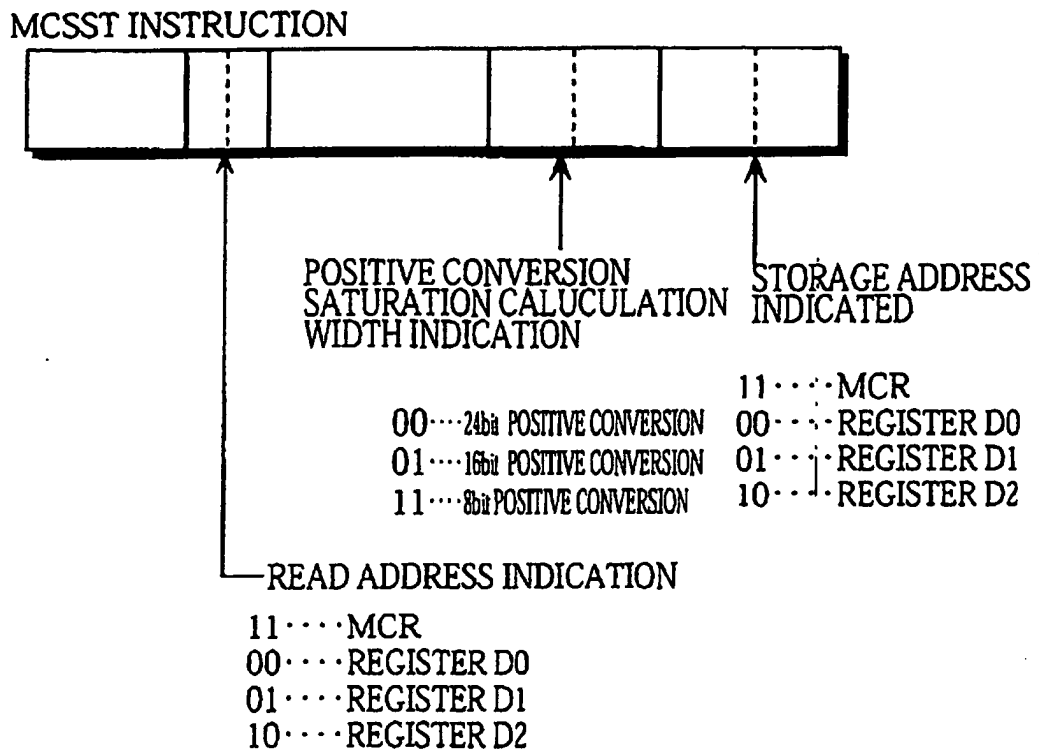 MCSST INSTRUCTION
POSITIVE CONVERSION
SATURATION CALUCULATION
WIDTH INDICATION
00····24bit POSITIVE CONVERSION
01····16bit POSITIVE CONVERSION
11····8bit POSITIVE CONVERSION
STORAGE ADDRESS
INDICATED
11····MCR
00····REGISTER D0
01····REGISTER D1
10····REGISTER D2
READ ADDRESS INDICATION
11····MCR
00····REGISTER D0
01····REGISTER D1
10····REGISTER D2